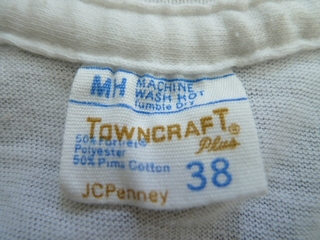 MH MACHINE
WASH HOT
tumble Dry
TOWNCRAFT®
Plus®
50% Fortrel®
Polyester
50% Pima Cotton
38
JCPenney